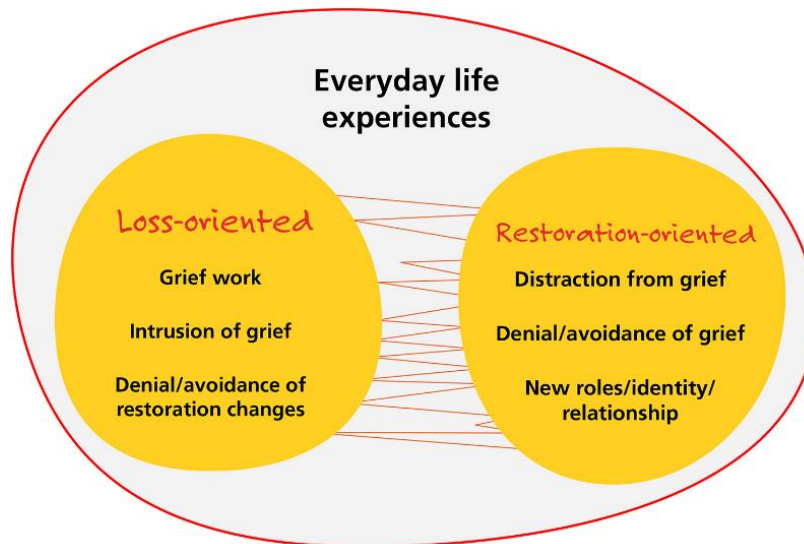 Everyday life
experiences
Loss-oriented
Grief work
Intrusion of grief
Denial/avoidance of
restoration changes
Restoration-oriented
Distraction from grief
Denial/avoidance of grief
New roles/identity/
relationship